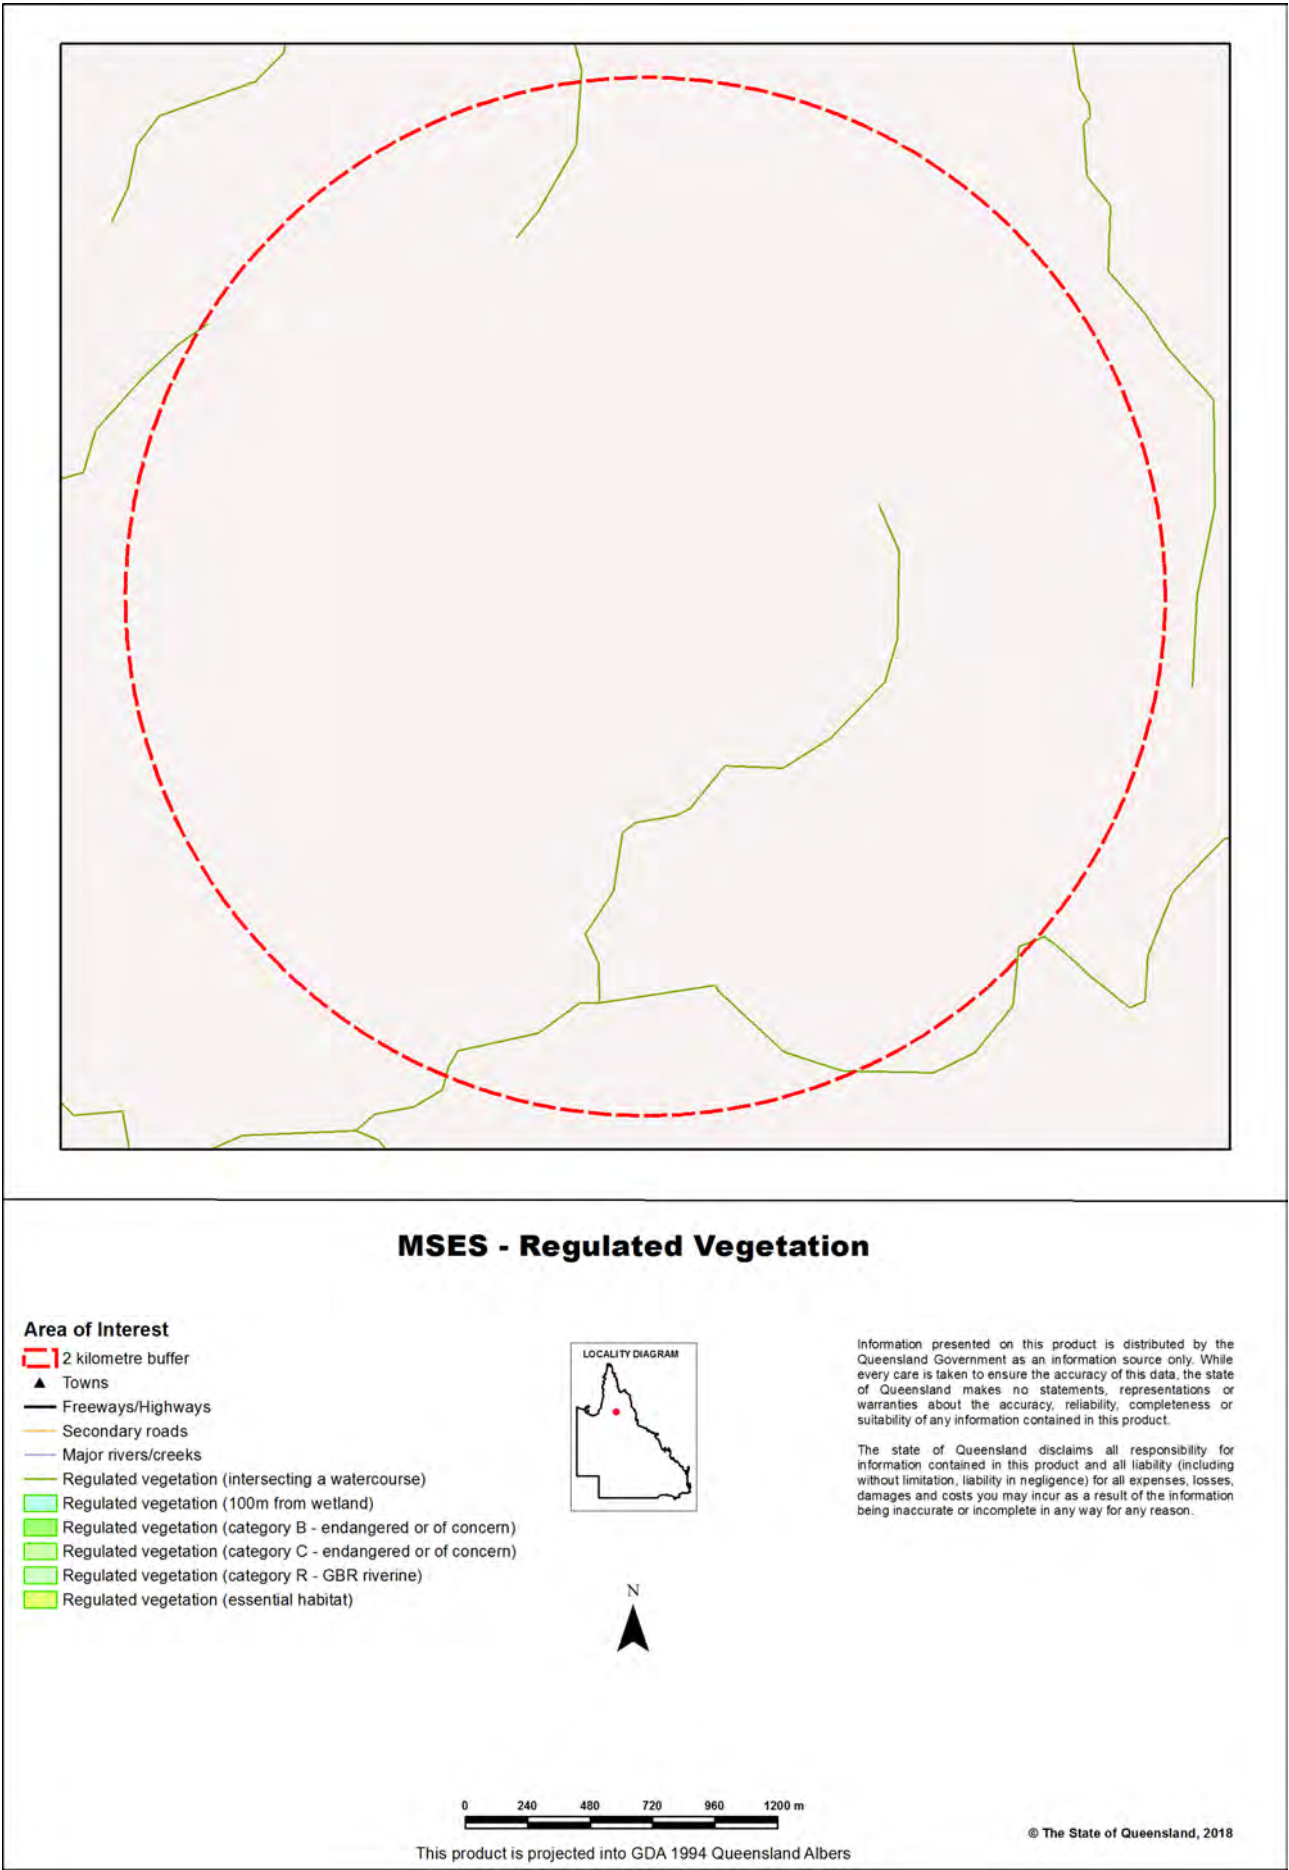 MSES - Regulated Vegetation
Area of Interest
2 kilometre buffer
Towns
Freeways/Highways
Secondary roads
Major rivers/creeks
Regulated vegetation (intersecting a watercourse)
Regulated vegetation (100m from wetland)
Regulated vegetation (category B - endangered or of concern)
Regulated vegetation (category C - endangered or of concern)
Regulated vegetation (category R - GBR riverine)
Regulated vegetation (essential habitat)
LOCALITY DIAGRAM
N
Information presented on this product is distributed by the
Queensland Government as an information source only. While
every care is taken to ensure the accuracy of this data, the state
of Queensland makes no statements, representations or
warranties about the accuracy, reliability, completeness or
suitability of any information contained in this product.
The state of Queensland disclaims all responsibility for
information contained in this product and all liability (including
without limitation, liability in negligence) for all expenses, losses,
damages and costs you may incur as a result of the information
being inaccurate or incomplete in any way for any reason.
0 240 480 720 960 1200 m
This product is projected into GDA 1994 Queensland Albers
© The State of Queensland, 2018